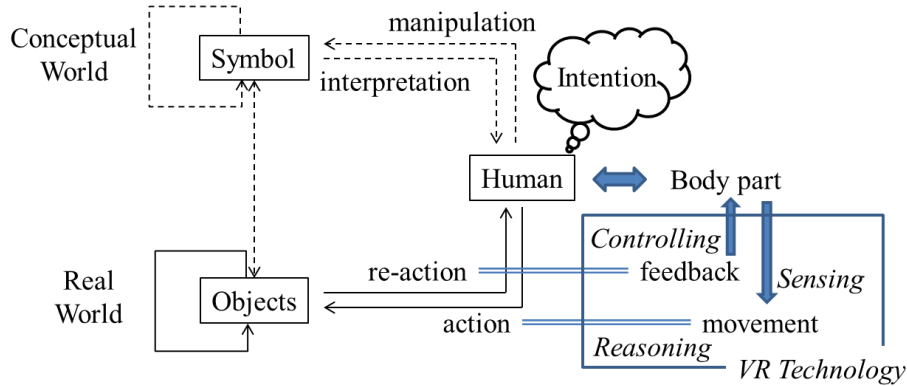 Conceptual
World
Symbol
manipulation
interpretation
Intention
Human
Body part
Real
World
Objects
re-action
action
Controlling
feedback
Sensing
movement
Reasoning
VR Technology